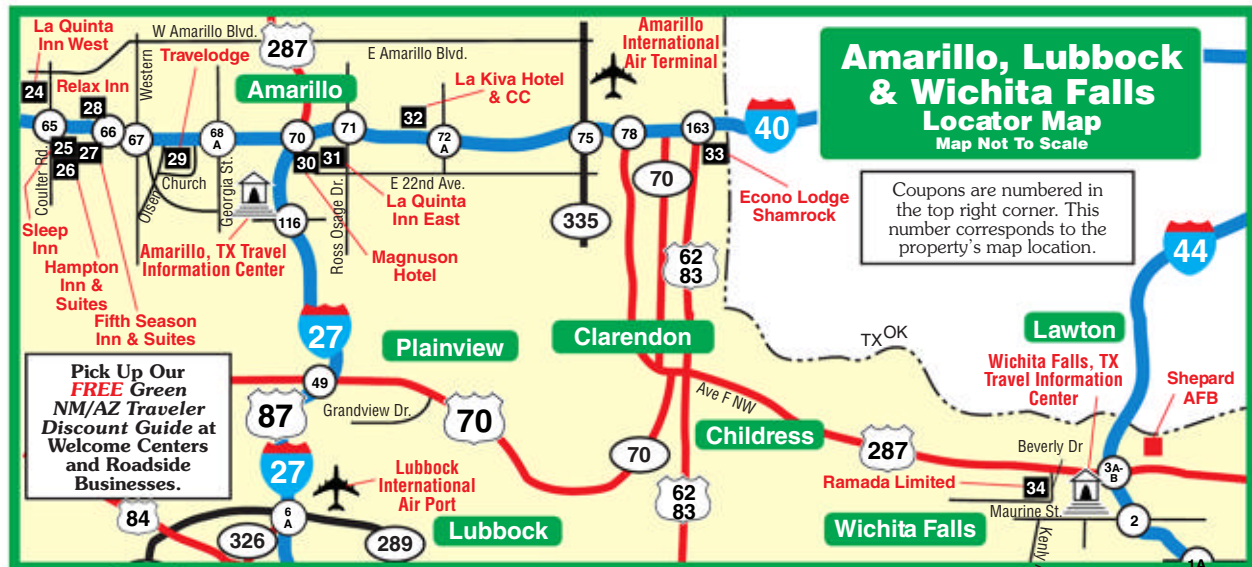 La Quinta
Inn West
W Amarillo Blvd.
287
E Amarillo Blvd.
Amarillo
International
Air Terminal
Travelodge
Western
Relax Inn
Amarillo
La Kiva Hotel
& CC
24
28
32
65
66
67
68
A
70
71
72
A
75
78
163
40
25
27
26
29
30
31
33
Coulter Rd.
Olsen
Church
Georgia St.
Ross Osage Dr.
E 22nd Ave.
La Quinta
Inn East
70
Econo Lodge
Shamrock
335
116
Sleep
Inn
Amarillo, TX Travel
Information Center
Magnuson
Hotel
62
83
Hampton
Inn &
Suites
Fifth Season
Inn & Suites
27
Plainview
Clarendon
Amarillo, Lubbock
& Wichita Falls
Locator Map
Map Not To Scale
Coupons are numbered in
the top right corner. This
number corresponds to the
property's map location.
44
TX
OK
Lawton
Wichita Falls, TX
Travel Information
Center
Shepard
AFB
Pick Up Our
FREE Green
NM/AZ Traveler
Discount Guide at
Welcome Centers
and Roadside
Businesses.
49
87
Grandview Dr.
70
Ave F NW
Childress
287
Beverly Dr
27
Lubbock
International
Air Port
70
62
83
Ramada Limited
34
3A-
B
Maurine St.
84
6
A
326
289
Lubbock
Wichita Falls
Kenly
2
1A